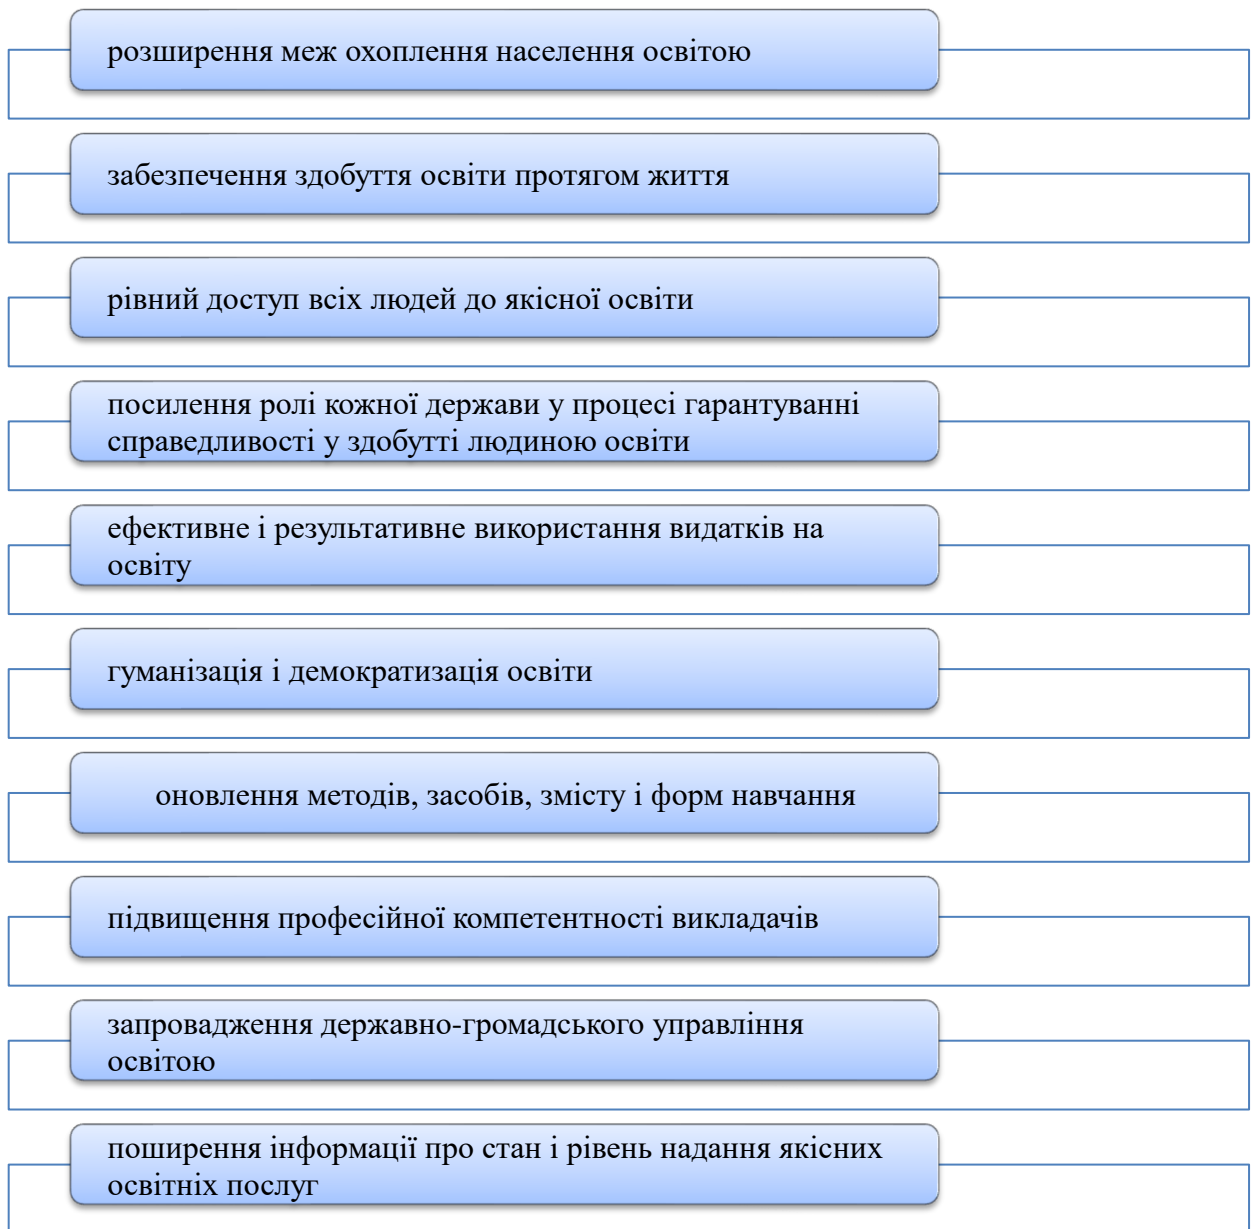 розширення меж охоплення населення освітою
забезпечення здобуття освіти протягом життя
рівний доступ всіх людей до якісної освіти
посилення ролі кожної держави у процесі гарантуванні
справедливості у здобутті людиною освіти
ефективне і результативне використання видатків на
освіту
гуманізація і демократизація освіти
оновлення методів, засобів, змісту і форм навчання
підвищення професійної компетентності викладачів
запровадження державно-громадського управління
освітою
поширення інформації про стан і рівень надання якісних
освітніх послуг